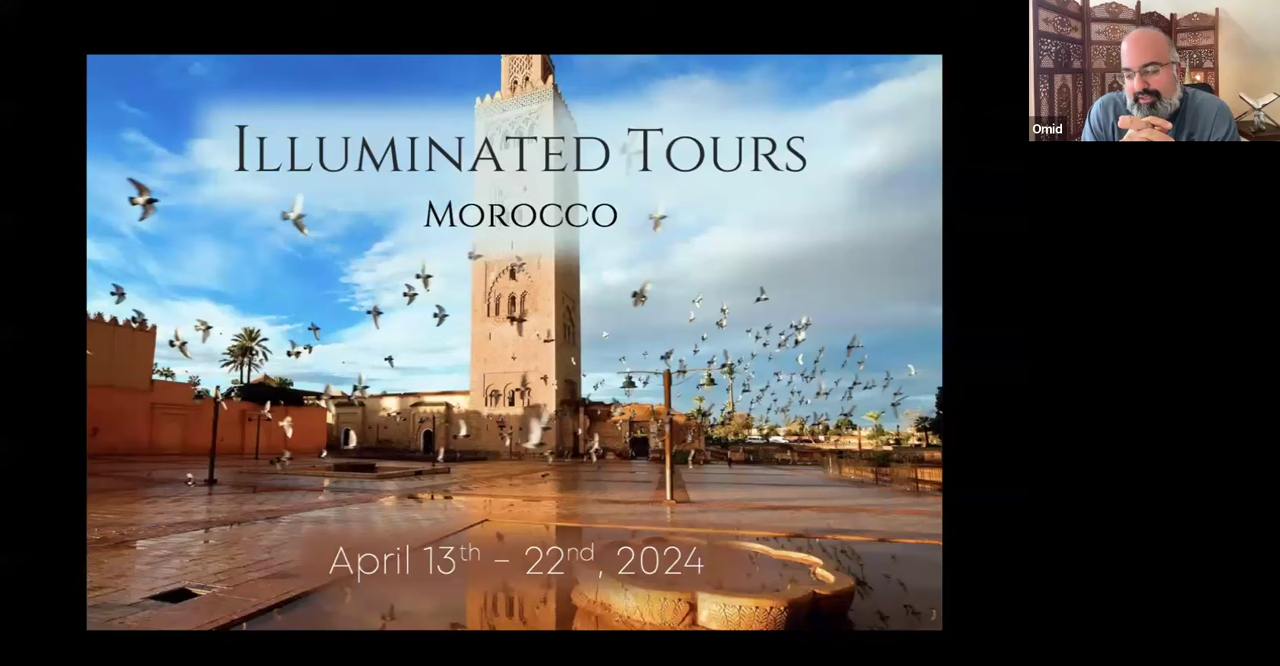 Illuminated Tours
Morocco
April 13th – 22nd, 2024
Omid